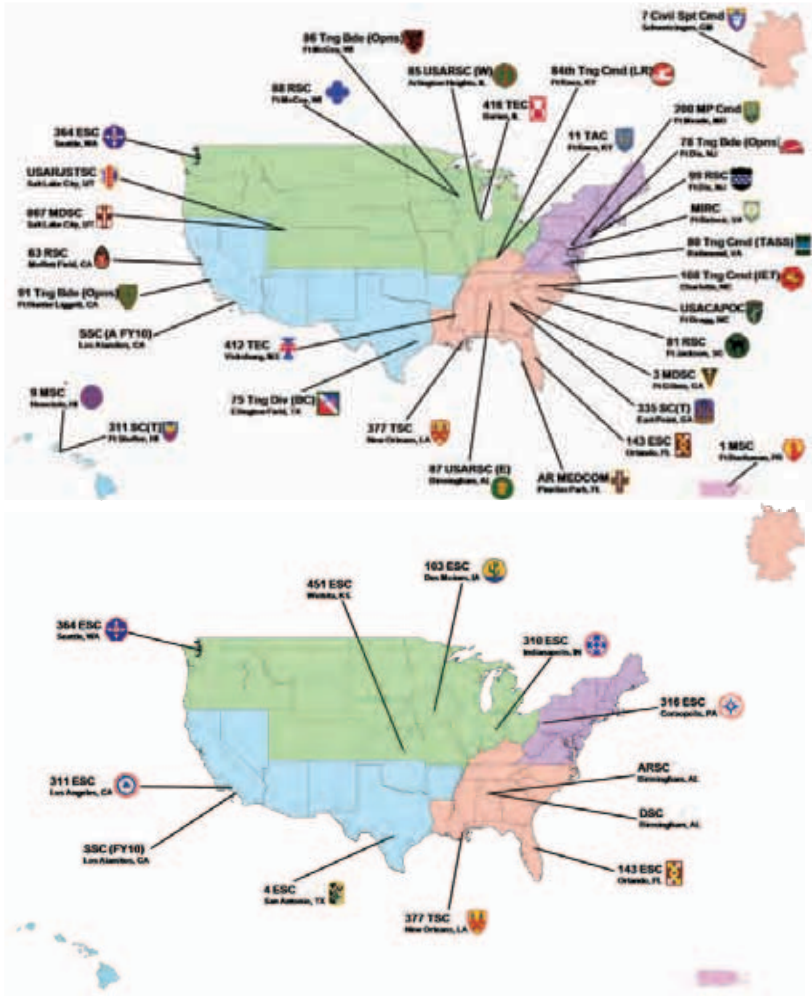 7 Civil Spt Cmd
Schwetzingen, GM
86 Tng Bde (Opns)
Ft McCoy, WI
85 USARSC (W)
Arlington Heights, IL
84th Tng Cmd (LR)
Ft Knox, KY
88 RSC
Ft McCoy, WI
416 TEC
Darien, IL
200 MP Cmd
Ft Meade, MD
364 ESC
Seattle, WA
11 TAC
Ft Knox, KY
78 Tng Bde (Opns)
Ft Dix, NJ
USARJSTSC
Salt Lake City, UT
99 RSC
Ft Dix, NJ
807 MDSC
Salt Lake City, UT
MIRC
Ft Belvoir, VA
63 RSC
Moffett Field, CA
80 Tng Cmd (TASS)
Richmond, VA
91 Tng Bde (Opns)
Ft Hunter Liggett, CA
108 Tng Cmd (IET)
Charlotte, NC
SSC (A FY10)
Los Alamitos, CA
412 TEC
Vicksburg, MS
USACAPOC
Ft Bragg, NC
81 RSC
Ft Jackson, SC
9 MSC
Honolulu, HI
75 Tng Div (BC)
Ellington Field, TX
3 MDSC
Ft Gillem, GA
311 SC(T)
Ft Shafter, HI
377 TSC
New Orleans, LA
335 SC(T)
East Point, GA
143 ESC
Orlando, FL
1 MSC
Ft Buchanan, PR
87 USARSC (E)
Birmingham, AL
AR MEDCOM
Pinellas Park, FL
103 ESC
Des Moines, IA
451 ESC
Wichita, KS
364 ESC
Seattle, WA
310 ESC
Indianapolis, IN
316 ESC
Coraopolis, PA
311 ESC
Los Angeles, CA
ARSC
Birmingham, AL
DSC
Birmingham, AL
SSC (FY10)
Los Alamitos, CA
143 ESC
Orlando, FL
4 ESC
San Antonio, TX
377 TSC
New Orleans, LA